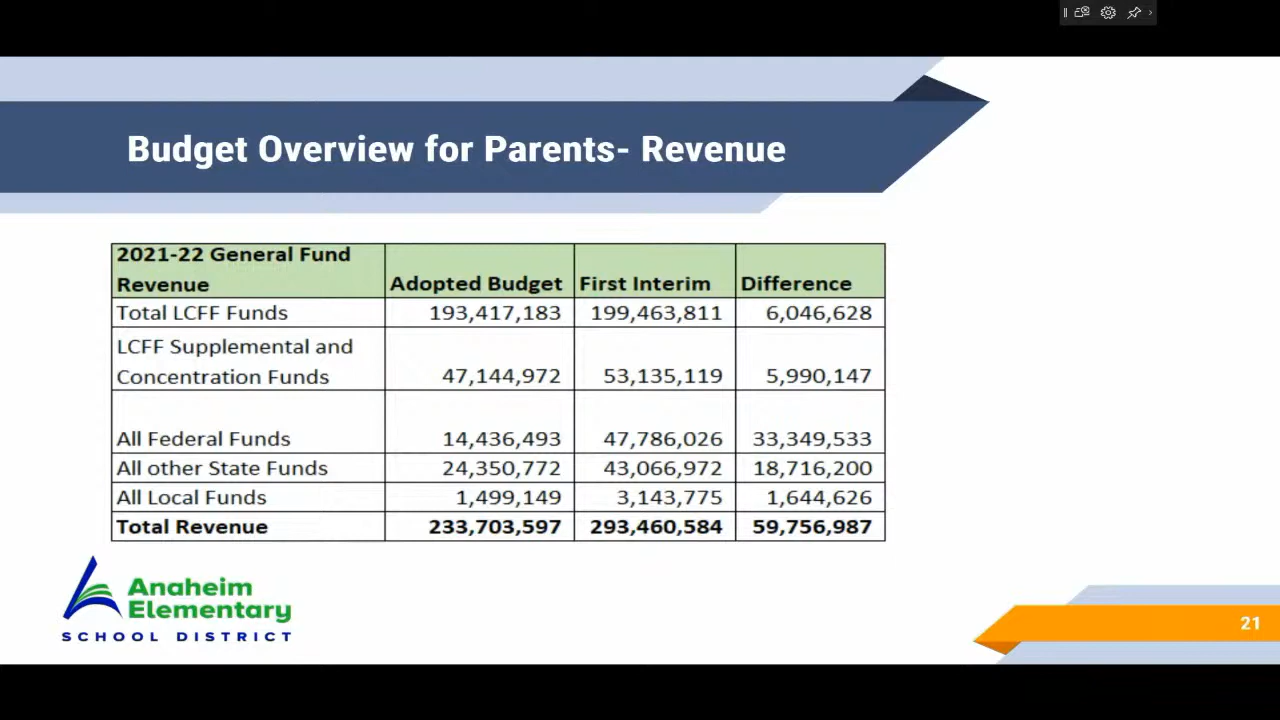 Budget Overview for Parents- Revenue
2021-22 General Fund
Revenue Adopted Budget First Interim Difference
Total LCFF Funds 193,417,183 199,463,811 6,046,628
LCFF Supplemental and
Concentration Funds 47,144,972 53,135,119 5,990,147
All Federal Funds 14,436,493 47,786,026 33,349,533
All other State Funds 24,350,772 43,066,972 18,716,200
All Local Funds 1,499,149 3,143,775 1,644,626
Total Revenue 233,703,597 293,460,584 59,756,987
Anaheim
Elementary
SCHOOL DISTRICT
21